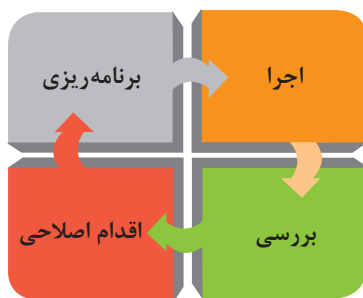 اجرا
برنامه‌ریزی
بررسی
اقدام اصلاحی